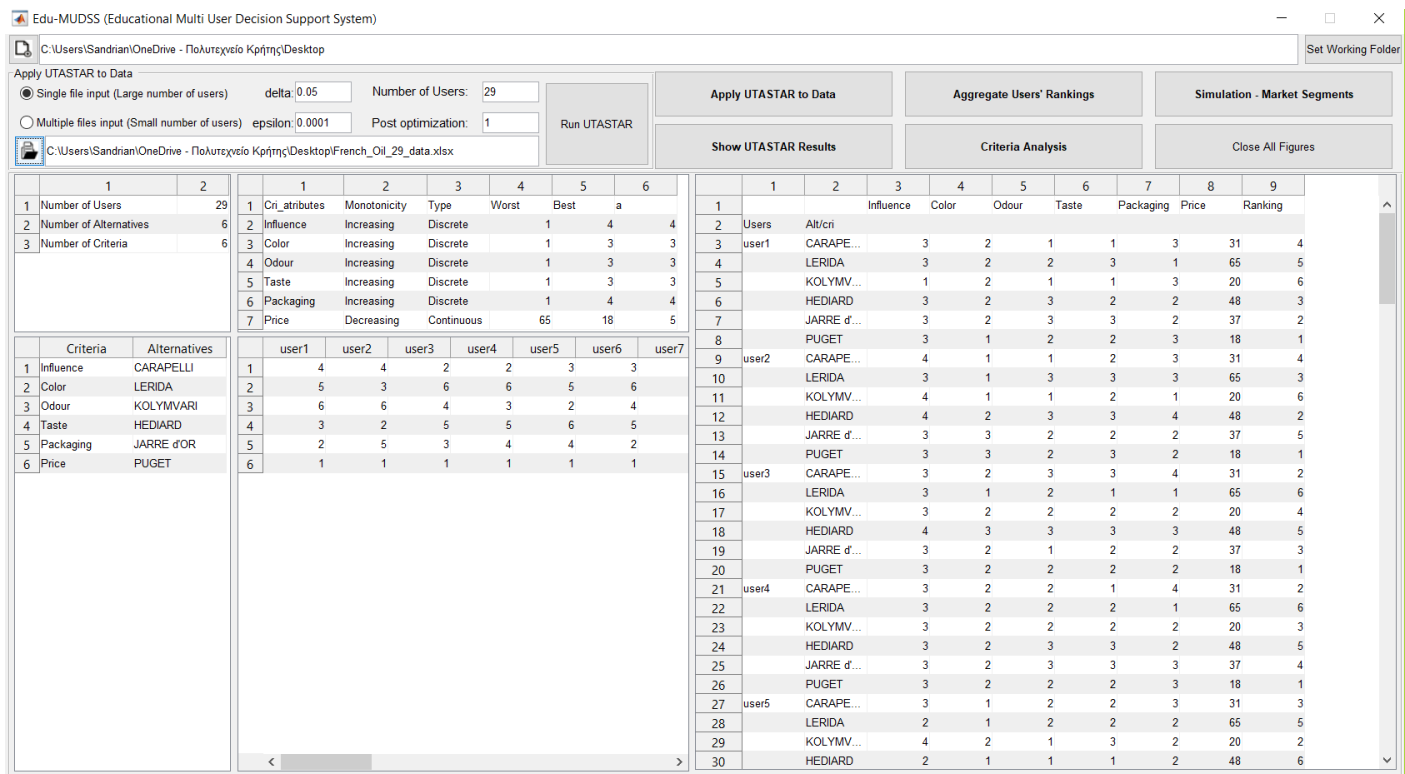 Edu-MUDSS (Educational Multi User Decision Support System)
C:\Users\Sandrian\OneDrive - Πολυτεχνείο Κρήτης\Desktop
Set Working Folder
Apply UTASTAR to Data
Single file input (Large number of users) delta: 0.05 Number of Users: 29
Multiple files input (Small number of users) epsilon: 0.0001 Post optimization: 1
Run UTASTAR
C:\Users\Sandrian\OneDrive - Πολυτεχνείο Κρήτης\Desktop\French_Oil_29_data.xlsx
Apply UTASTAR to Data Aggregate Users' Rankings Simulation - Market Segments
Show UTASTAR Results Criteria Analysis Close All Figures
1 2
1 Number of Users 29
2 Number of Alternatives 6
3 Number of Criteria 6
1 2 3 4 5 6
1 Cri_atributes Monotonicity Type Worst Best a
2 Influence Increasing Discrete 1 4 4
3 Color Increasing Discrete 1 3 3
4 Odour Increasing Discrete 1 3 3
5 Taste Increasing Discrete 1 3 3
6 Packaging Increasing Discrete 1 4 4
7 Price Decreasing Continuous 65 18 5
Criteria Alternatives
1 Influence CARAPELLI
2 Color LERIDA
3 Odour KOLYMVARI
4 Taste HEDIARD
5 Packaging JARRE d'OR
6 Price PUGET
user1 user2 user3 user4 user5 user6 user7
1 4 4 2 2 3 3
2 5 3 6 6 5 6
3 6 6 4 3 2 4
4 3 2 5 5 6 5
5 2 5 3 4 4 2
6 1 1 1 1 1 1
1 2 3 4 5 6 7 8 9
1 Influence Color Odour Taste Packaging Price Ranking
2 Users Alt/cri
3 user1 CARAPE... 3 2 1 1 3 31 4
4 LERIDA 3 2 2 3 1 65 5
5 KOLYMV... 1 2 1 1 3 20 6
6 HEDIARD 3 2 3 2 2 48 3
7 JARRE d'... 3 2 3 3 2 37 2
8 PUGET 3 1 2 2 3 18 1
9 user2 CARAPE... 4 1 1 2 3 31 4
10 LERIDA 3 1 3 3 3 65 3
11 KOLYMV... 4 1 1 2 1 20 6
12 HEDIARD 4 2 3 3 4 48 2
13 JARRE d'... 3 3 2 2 2 37 5
14 PUGET 3 3 2 3 2 18 1
15 user3 CARAPE... 3 2 3 3 4 31 2
16 LERIDA 3 1 2 1 1 65 6
17 KOLYMV... 3 2 2 2 2 20 4
18 HEDIARD 4 3 3 3 3 48 5
19 JARRE d'... 3 2 1 2 2 37 3
20 PUGET 3 2 2 2 2 18 1
21 user4 CARAPE... 3 2 2 1 4 31 2
22 LERIDA 3 2 2 2 1 65 6
23 KOLYMV... 3 2 2 2 2 20 3
24 HEDIARD 3 2 3 3 2 48 5
25 JARRE d'... 3 2 3 3 3 37 4
26 PUGET 3 2 2 2 3 18 1
27 user5 CARAPE... 3 1 2 2 3 31 3
28 LERIDA 2 1 2 2 2 65 5
29 KOLYMV... 4 2 1 3 2 20 2
30 HEDIARD 2 1 1 1 2 48 6